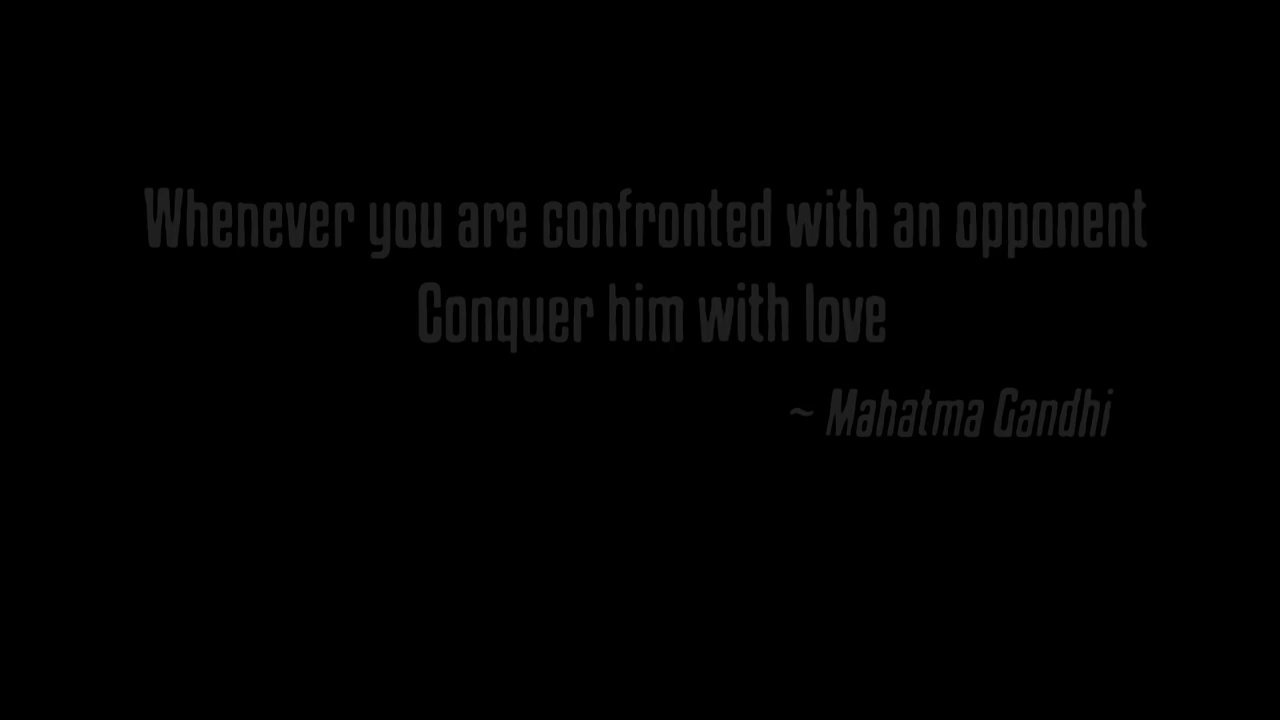 Whenever you are confronted with an opponent
Conquer him with love
~ Mahatma Gandhi